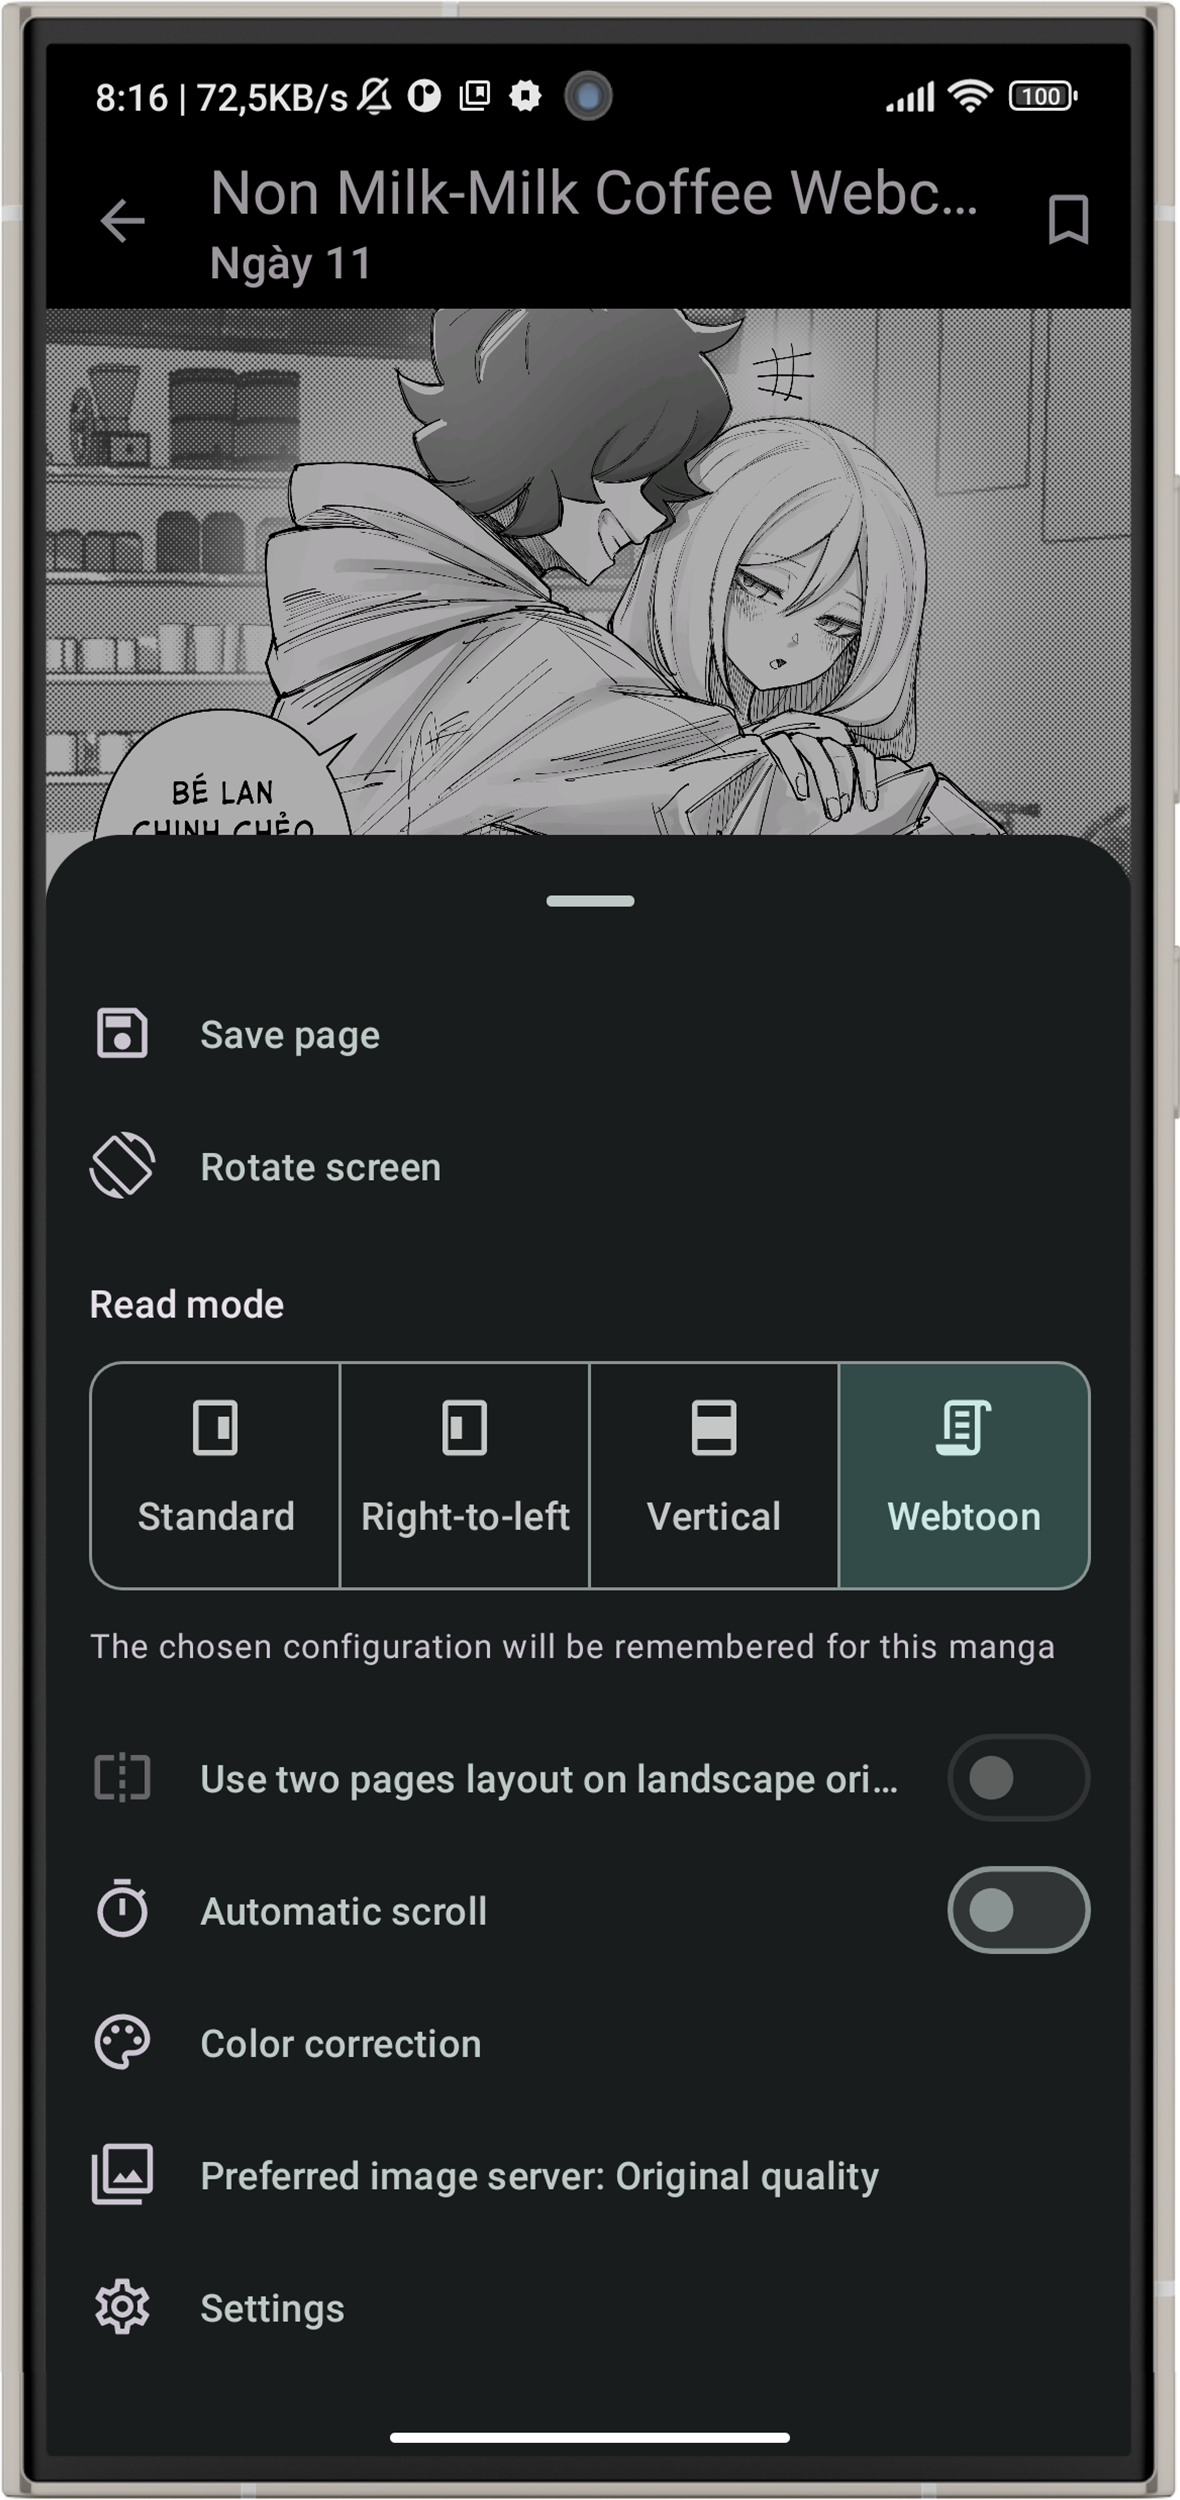 8:16 | 72,5KB/s
100
Non Milk-Milk Coffee Webc...
Ngày 11
BÉ LAN
CHINH CHẺO
Save page
Rotate screen
Read mode
Standard
Right-to-left
Vertical
Webtoon
The chosen configuration will be remembered for this manga
Use two pages layout on landscape ori...
Automatic scroll
Color correction
Preferred image server: Original quality
Settings